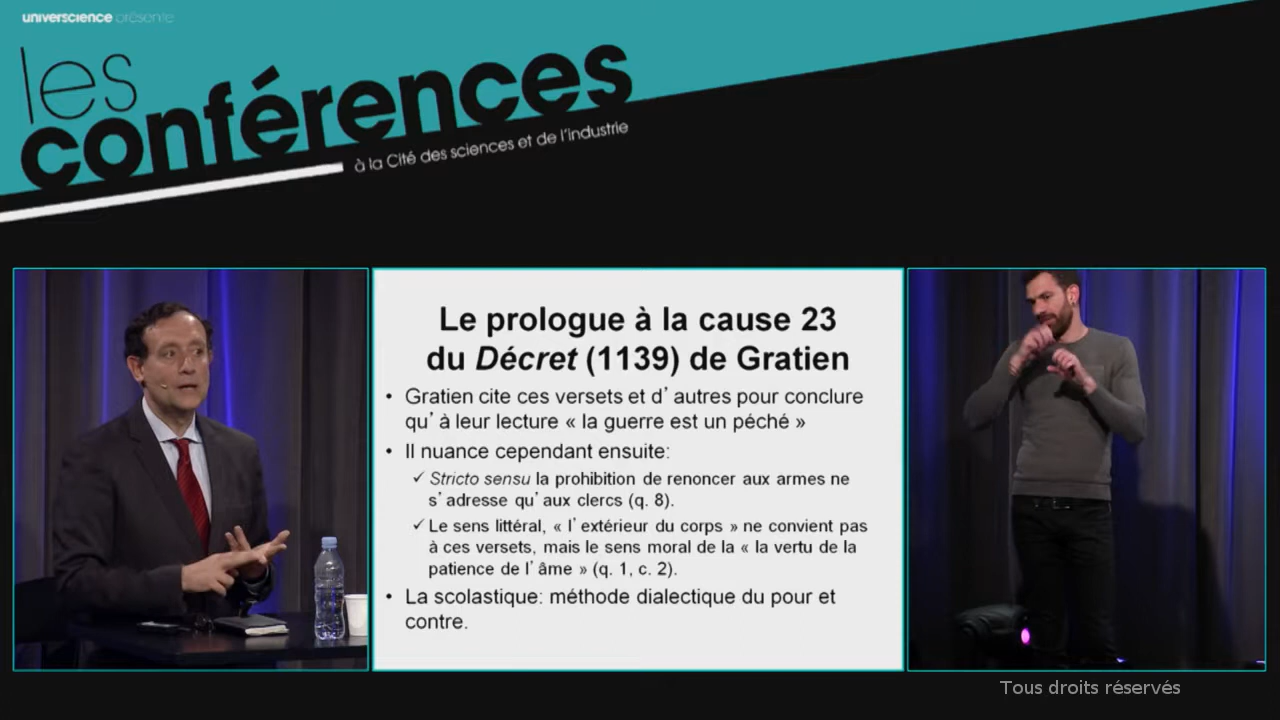 universcience présente
les
conférences
à la Cité des sciences et de l'industrie
Le prologue à la cause 23
du Décret (1139) de Gratien
• Gratien cite ces versets et d’ autres pour conclure
qu’ à leur lecture « la guerre est un péché »
• Il nuance cependant ensuite:
✓ Stricto sensu la prohibition de renoncer aux armes ne
s’ adresse qu’ aux clercs (q. 8).
✓ Le sens littéral, « l’ extérieur du corps » ne convient pas
à ces versets, mais le sens moral de la « la vertu de la
patience de l’ âme » (q. 1, c. 2).
• La scolastique: méthode dialectique du pour et
contre.
Tous droits réservés